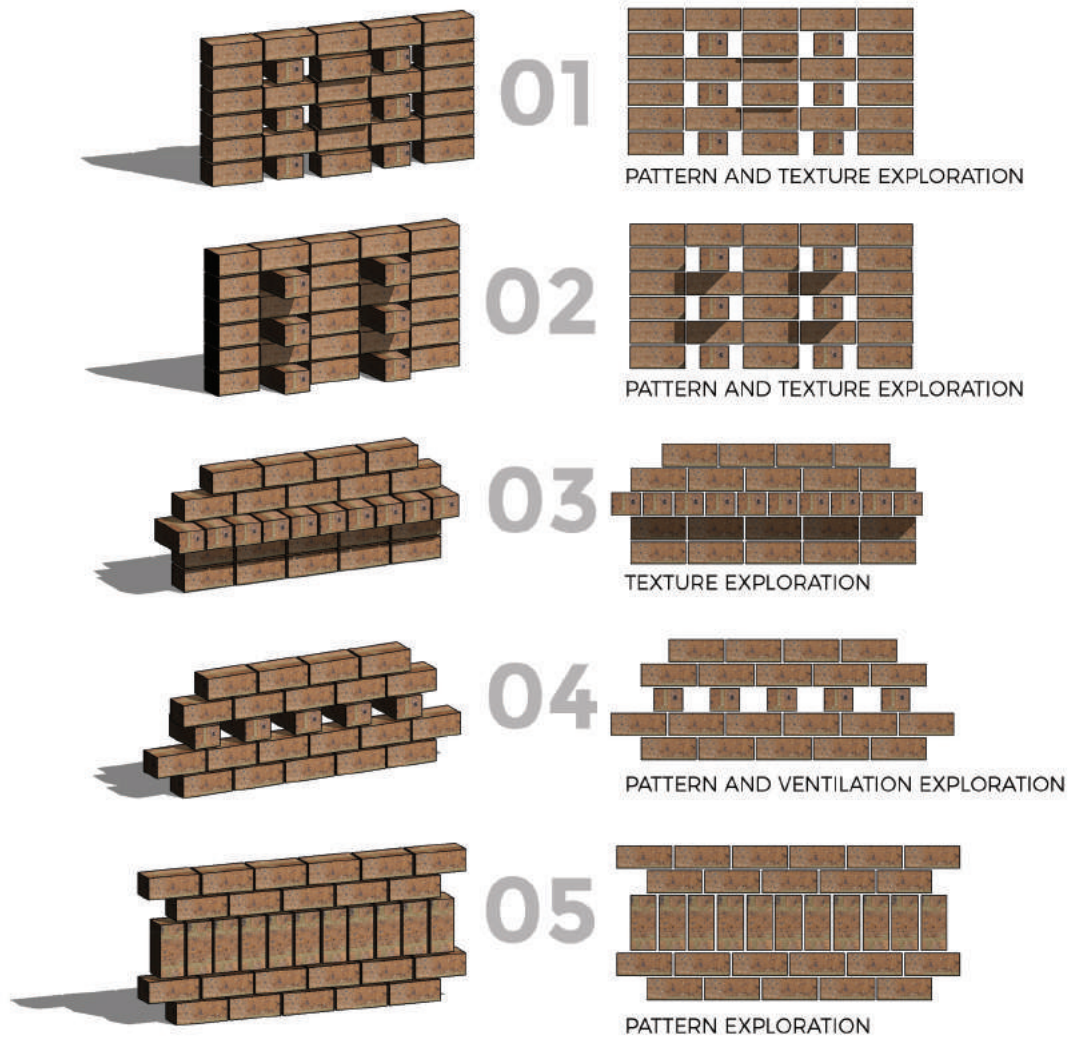 01
PATTERN AND TEXTURE EXPLORATION
02
PATTERN AND TEXTURE EXPLORATION
03
TEXTURE EXPLORATION
04
PATTERN AND VENTILATION EXPLORATION
05
PATTERN EXPLORATION